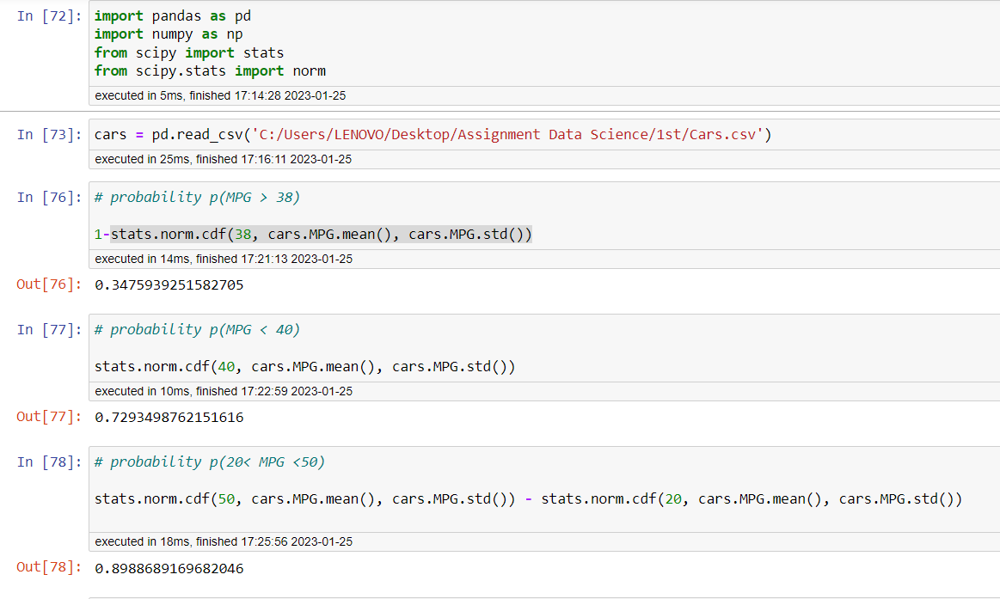 In [72]: import pandas as pd
import numpy as np
from scipy import stats
from scipy.stats import norm
executed in 5ms, finished 17:14:28 2023-01-25
In [73]: cars = pd.read_csv('C:/Users/LENOVO/Desktop/Assignment Data Science/1st/Cars.csv')
executed in 25ms, finished 17:16:11 2023-01-25
In [76]: # probability p(MPG > 38)
1-stats.norm.cdf(38, cars.MPG.mean(), cars.MPG.std())
executed in 14ms, finished 17:21:13 2023-01-25
Out[76]: 0.3475939251582705
In [77]: # probability p(MPG < 40)
stats.norm.cdf(40, cars.MPG.mean(), cars.MPG.std())
executed in 10ms, finished 17:22:59 2023-01-25
Out[77]: 0.7293498762151616
In [78]: # probability p(20< MPG <50)
stats.norm.cdf(50, cars.MPG.mean(), cars.MPG.std()) - stats.norm.cdf(20, cars.MPG.mean(), cars.MPG.std())
executed in 18ms, finished 17:25:56 2023-01-25
Out[78]: 0.8988689169682046